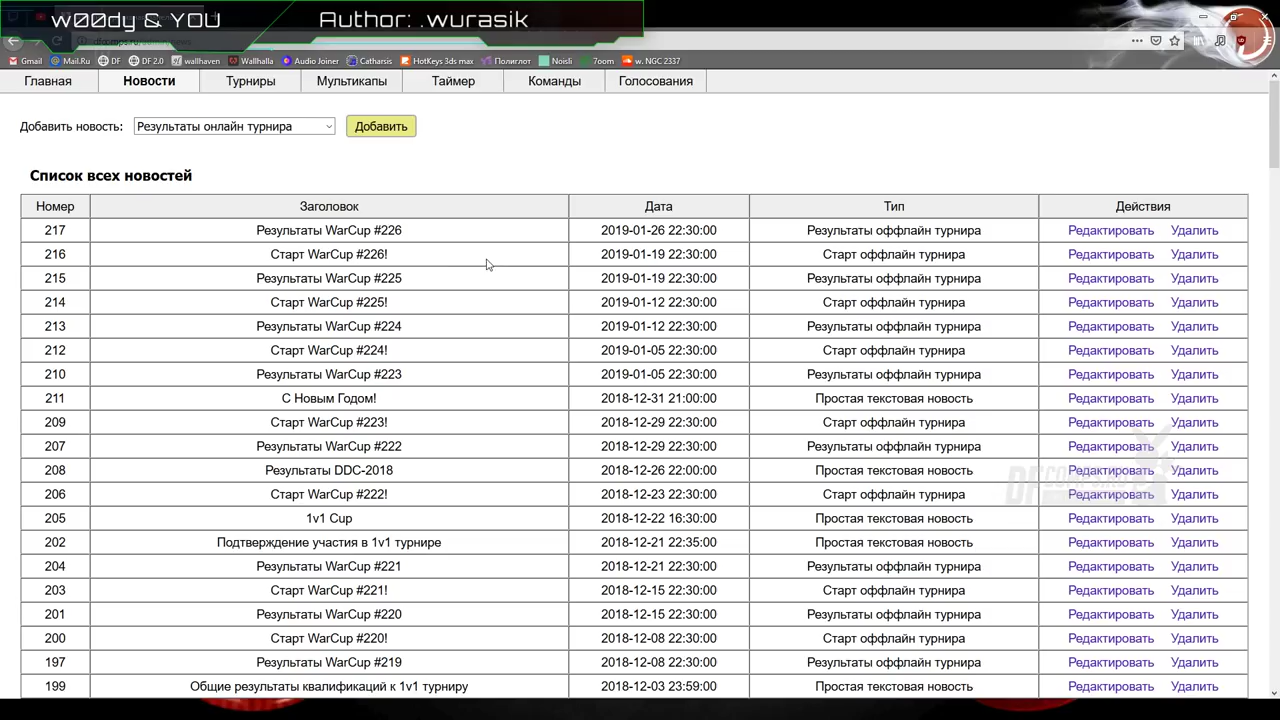 w00dy & YOU
Author: .wurasik
Gmail Mail.Ru DF DF 2.0 wallhaven Wallhalla Audio Joiner Catharsis HotKeys 3ds max Полиглот Noisli 7oom w. NGC 2337
Главная Новости Турниры Мультикапы Таймер Команды Голосования
Добавить новость: Результаты онлайн турнира Добавить
Список всех новостей
Номер Заголовок Дата Тип Действия
217 Результаты WarCup #226 2019-01-26 22:30:00 Результаты оффлайн турнира Редактировать Удалить
216 Старт WarCup #226! 2019-01-19 22:30:00 Старт оффлайн турнира Редактировать Удалить
215 Результаты WarCup #225 2019-01-19 22:30:00 Результаты оффлайн турнира Редактировать Удалить
214 Старт WarCup #225! 2019-01-12 22:30:00 Старт оффлайн турнира Редактировать Удалить
213 Результаты WarCup #224 2019-01-12 22:30:00 Результаты оффлайн турнира Редактировать Удалить
212 Старт WarCup #224! 2019-01-05 22:30:00 Старт оффлайн турнира Редактировать Удалить
210 Результаты WarCup #223 2019-01-05 22:30:00 Результаты оффлайн турнира Редактировать Удалить
211 С Новым Годом! 2018-12-31 21:00:00 Простая текстовая новость Редактировать Удалить
209 Старт WarCup #223! 2018-12-29 22:30:00 Старт оффлайн турнира Редактировать Удалить
207 Результаты WarCup #222 2018-12-29 22:30:00 Результаты оффлайн турнира Редактировать Удалить
208 Результаты DDC-2018 2018-12-26 22:00:00 Простая текстовая новость Редактировать Удалить
206 Старт WarCup #222! 2018-12-23 22:30:00 Старт оффлайн турнира Редактировать Удалить
205 1v1 Cup 2018-12-22 16:30:00 Простая текстовая новость Редактировать Удалить
202 Подтверждение участия в 1v1 турнире 2018-12-21 22:35:00 Простая текстовая новость Редактировать Удалить
204 Результаты WarCup #221 2018-12-21 22:30:00 Результаты оффлайн турнира Редактировать Удалить
203 Старт WarCup #221! 2018-12-15 22:30:00 Старт оффлайн турнира Редактировать Удалить
201 Результаты WarCup #220 2018-12-15 22:30:00 Результаты оффлайн турнира Редактировать Удалить
200 Старт WarCup #220! 2018-12-08 22:30:00 Старт оффлайн турнира Редактировать Удалить
197 Результаты WarCup #219 2018-12-08 22:30:00 Результаты оффлайн турнира Редактировать Удалить
199 Общие результаты квалификаций к 1v1 турниру 2018-12-03 23:59:00 Простая текстовая новость Редактировать Удалить